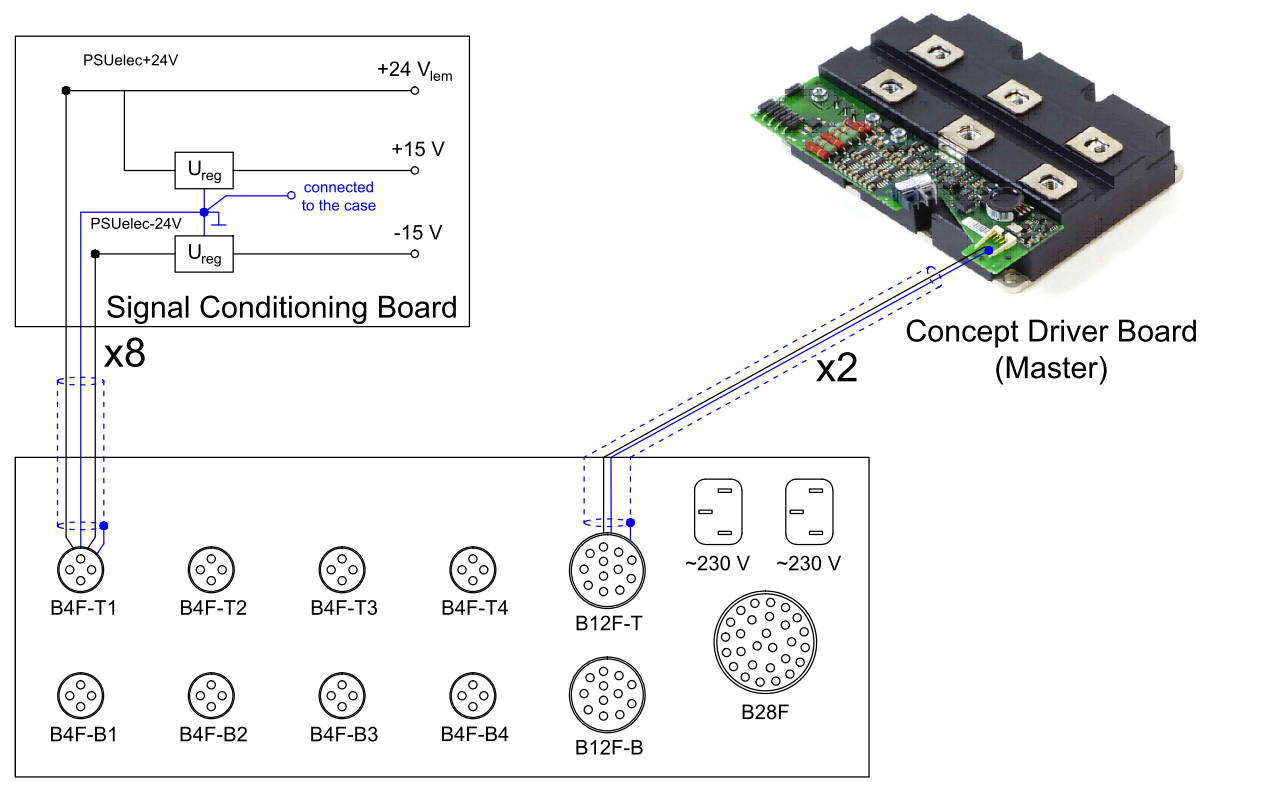 PSUelec+24V
+24 Vlem
+15 V
Ureg
connected
to the case
PSUelec-24V
-15 V
Ureg
Signal Conditioning Board
x8
Concept Driver Board
(Master)
x2
~230 V
~230 V
B4F-T1
B4F-T2
B4F-T3
B4F-T4
B12F-T
B28F
B4F-B1
B4F-B2
B4F-B3
B4F-B4
B12F-B